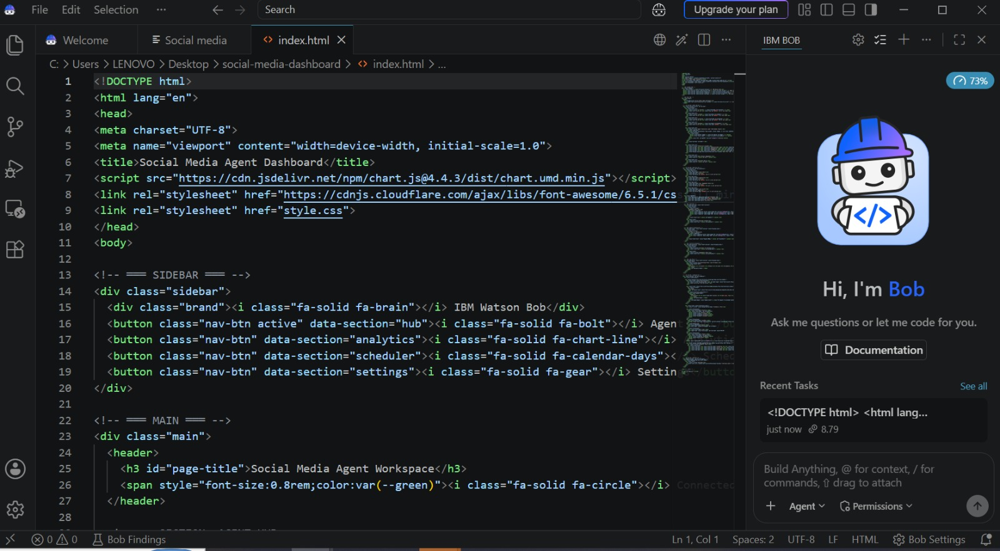 File Edit Selection ···
Search
Upgrade your plan
Welcome
Social media
index.html
IBM BOB
C: > Users > LENOVO > Desktop > social-media-dashboard > <> index.html > ...
73%
1 <!DOCTYPE html>
2 <html lang="en">
3 <head>
4 <meta charset="UTF-8">
5 <meta name="viewport" content="width=device-width, initial-scale=1.0">
6 <title>Social Media Agent Dashboard</title>
7 <script src="https://cdn.jsdelivr.net/npm/chart.js@4.4.3/dist/chart.umd.min.js"></script>
8 <link rel="stylesheet" href="https://cdnjs.cloudflare.com/ajax/libs/font-awesome/6.5.1/cs
9 <link rel="stylesheet" href="style.css">
10 </head>
11 <body>
12
13 <!-- ═══ SIDEBAR ═══ -->
14 <div class="sidebar">
15 <div class="brand"><i class="fa-solid fa-brain"></i> IBM Watson Bob</div>
16 <button class="nav-btn active" data-section="hub"><i class="fa-solid fa-bolt"></i> Agen
17 <button class="nav-btn" data-section="analytics"><i class="fa-solid fa-chart-line"></i>
18 <button class="nav-btn" data-section="scheduler"><i class="fa-solid fa-calendar-days"><
19 <button class="nav-btn" data-section="settings"><i class="fa-solid fa-gear"></i> Settin
20 </div>
21
22 <!-- ═══ MAIN ═══ -->
23 <div class="main">
24 <header>
25 <h3 id="page-title">Social Media Agent Workspace</h3>
26 <span style="font-size:0.8rem;color:var(--green)"><i class="fa-solid fa-circle"></i> Connected
27 </header>
28
</>
Hi, I'm Bob
Ask me questions or let me code for you.
Documentation
Recent Tasks
See all
<!DOCTYPE html> <html lang...
just now 8.79
Build Anything, @ for context, / for
commands, ⇧ drag to attach
Agent
Permissions
0 0
Bob Findings
Ln 1, Col 1
Spaces: 2
UTF-8
LF
HTML
Bob Settings